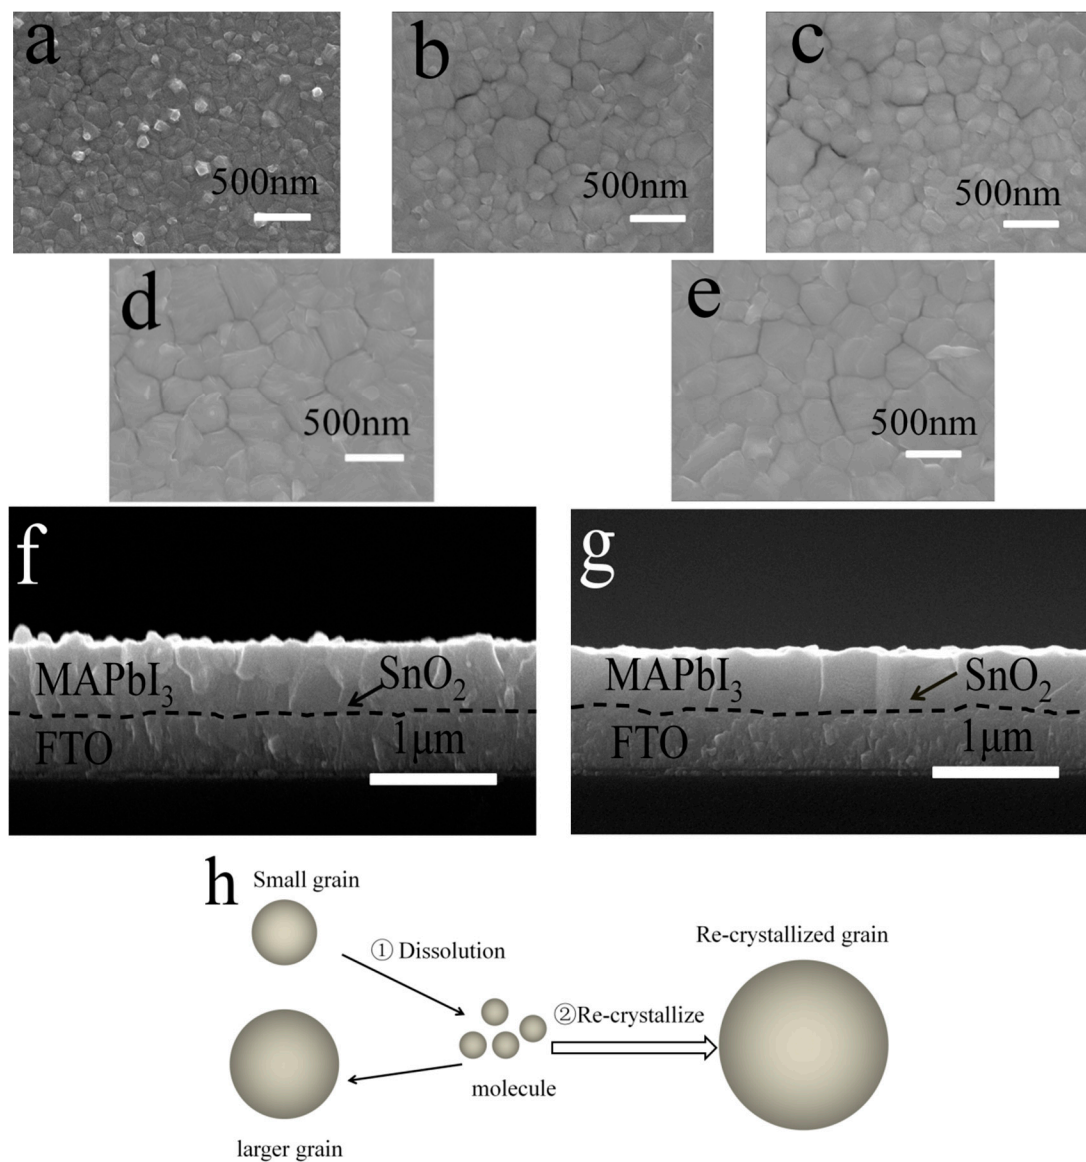 a
b
c
500nm
500nm
500nm
d
e
500nm
500nm
f
g
MAPbI₃
SnO₂
FTO
1μm
MAPbI₃
SnO₂
FTO
1μm
h
Small grain
① Dissolution
Re-crystallized grain
②Re-crystallize
molecule
larger grain